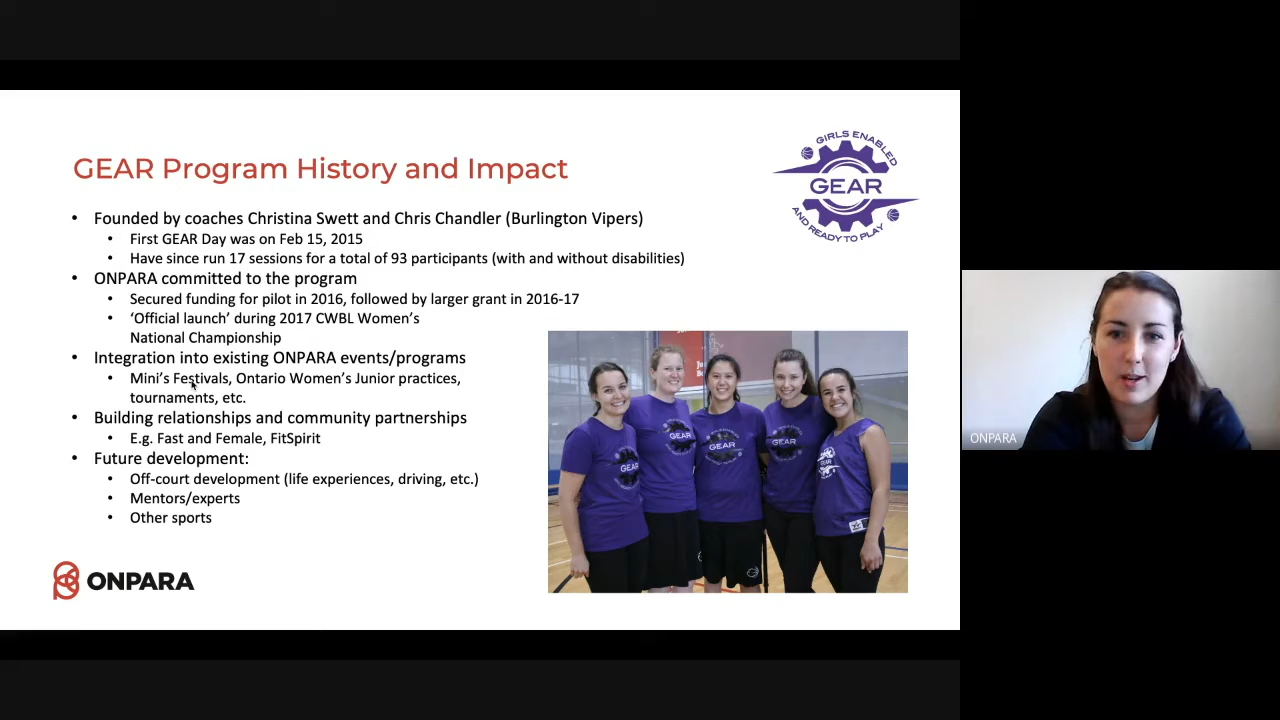 GEAR Program History and Impact
GIRLS ENABLED
GEAR
AND READY TO PLAY
• Founded by coaches Christina Swett and Chris Chandler (Burlington Vipers)
• First GEAR Day was on Feb 15, 2015
• Have since run 17 sessions for a total of 93 participants (with and without disabilities)
• ONPARA committed to the program
• Secured funding for pilot in 2016, followed by larger grant in 2016-17
• ‘Official launch’ during 2017 CWBL Women’s
National Championship
• Integration into existing ONPARA events/programs
• Mini’s Festivals, Ontario Women’s Junior practices,
tournaments, etc.
• Building relationships and community partnerships
• E.g. Fast and Female, FitSpirit
• Future development:
• Off-court development (life experiences, driving, etc.)
• Mentors/experts
• Other sports
GEAR
GEAR
GEAR
GEAR
ONPARA
ONPARA